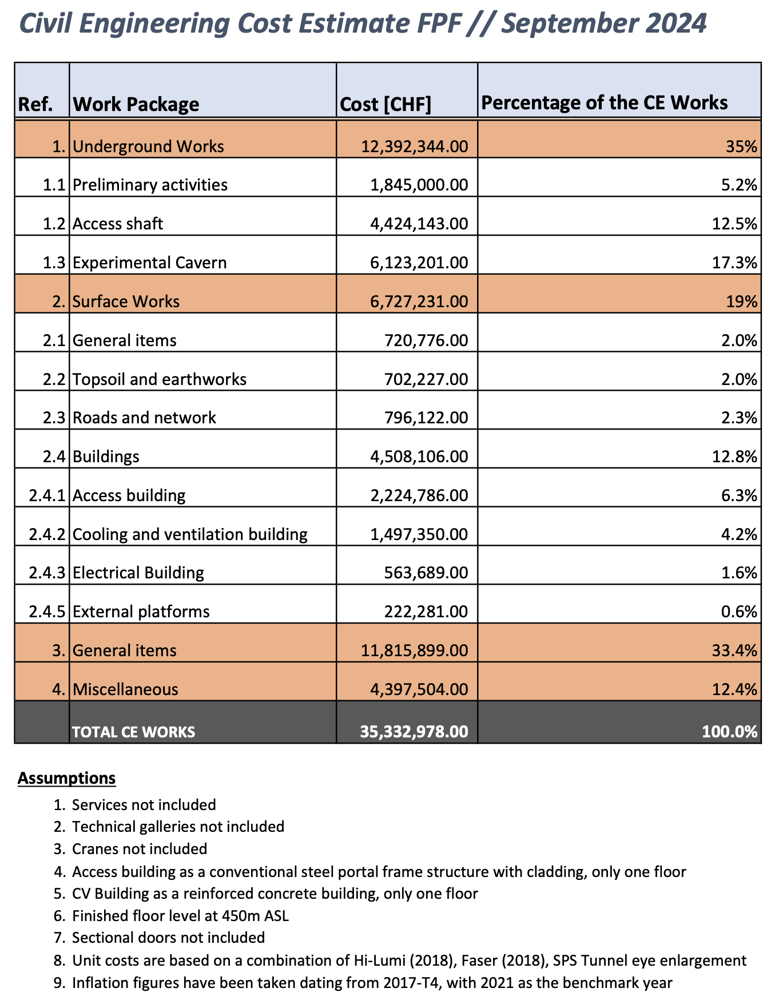 Civil Engineering Cost Estimate FPF // September 2024
Ref. Work Package Cost [CHF] Percentage of the CE Works
1. Underground Works 12,392,344.00 35%
1.1 Preliminary activities 1,845,000.00 5.2%
1.2 Access shaft 4,424,143.00 12.5%
1.3 Experimental Cavern 6,123,201.00 17.3%
2. Surface Works 6,727,231.00 19%
2.1 General items 720,776.00 2.0%
2.2 Topsoil and earthworks 702,227.00 2.0%
2.3 Roads and network 796,122.00 2.3%
2.4 Buildings 4,508,106.00 12.8%
2.4.1 Access building 2,224,786.00 6.3%
2.4.2 Cooling and ventilation building 1,497,350.00 4.2%
2.4.3 Electrical Building 563,689.00 1.6%
2.4.5 External platforms 222,281.00 0.6%
3. General items 11,815,899.00 33.4%
4. Miscellaneous 4,397,504.00 12.4%
TOTAL CE WORKS 35,332,978.00 100.0%
Assumptions
1. Services not included
2. Technical galleries not included
3. Cranes not included
4. Access building as a conventional steel portal frame structure with cladding, only one floor
5. CV Building as a reinforced concrete building, only one floor
6. Finished floor level at 450m ASL
7. Sectional doors not included
8. Unit costs are based on a combination of Hi-Lumi (2018), Faser (2018), SPS Tunnel eye enlargement
9. Inflation figures have been taken dating from 2017-T4, with 2021 as the benchmark year